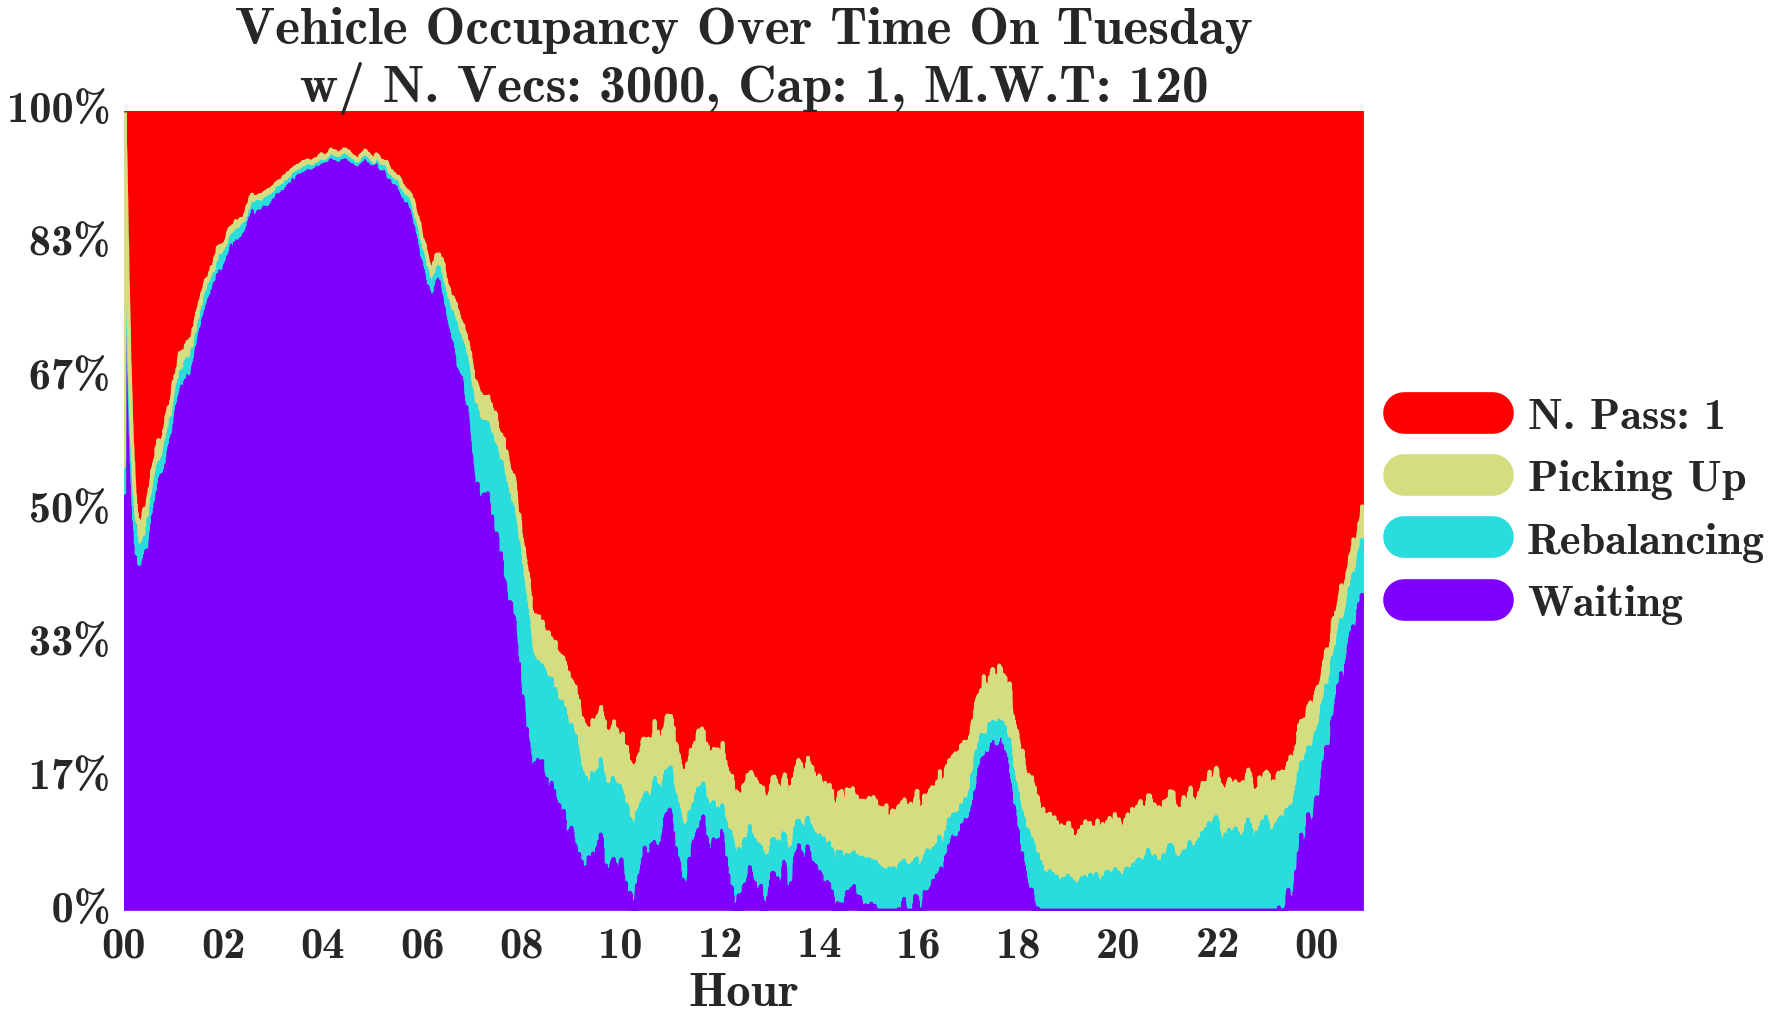 Vehicle Occupancy Over Time On Tuesday
w/ N. Vecs: 3000, Cap: 1, M.W.T: 120
100%
83%
67%
50%
33%
17%
0%
00 02 04 06 08 10 12 14 16 18 20 22 00
Hour
N. Pass: 1
Picking Up
Rebalancing
Waiting